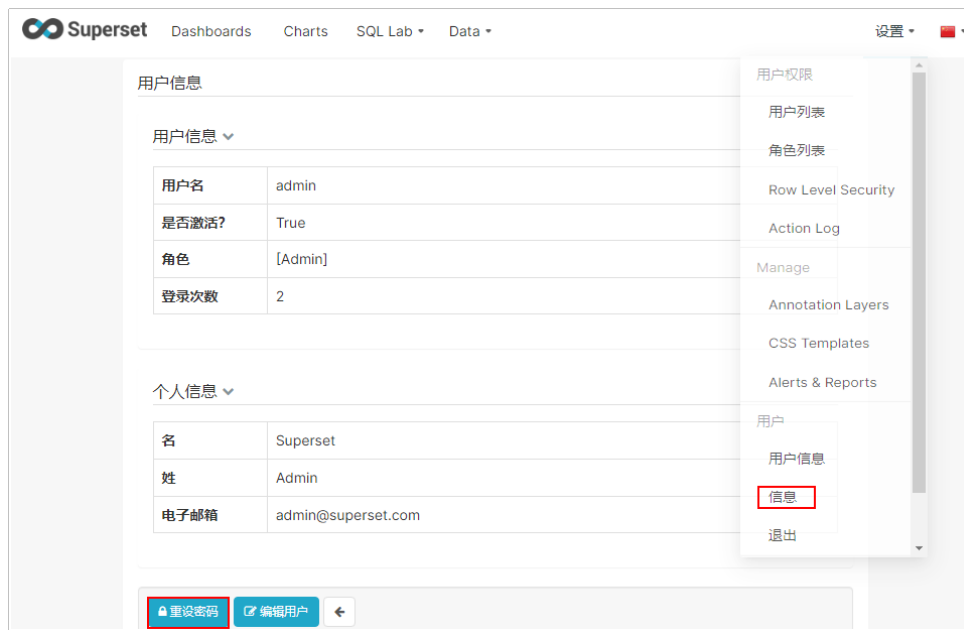 Superset Dashboards Charts SQL Lab Data 设置
用户信息
用户信息
用户名 admin
是否激活? True
角色 [Admin]
登录次数 2
个人信息
名 Superset
姓 Admin
电子邮箱 admin@superset.com
重设密码 编辑用户
用户权限
用户列表
角色列表
Row Level Security
Action Log
Manage
Annotation Layers
CSS Templates
Alerts & Reports
用户
用户信息
信息
退出